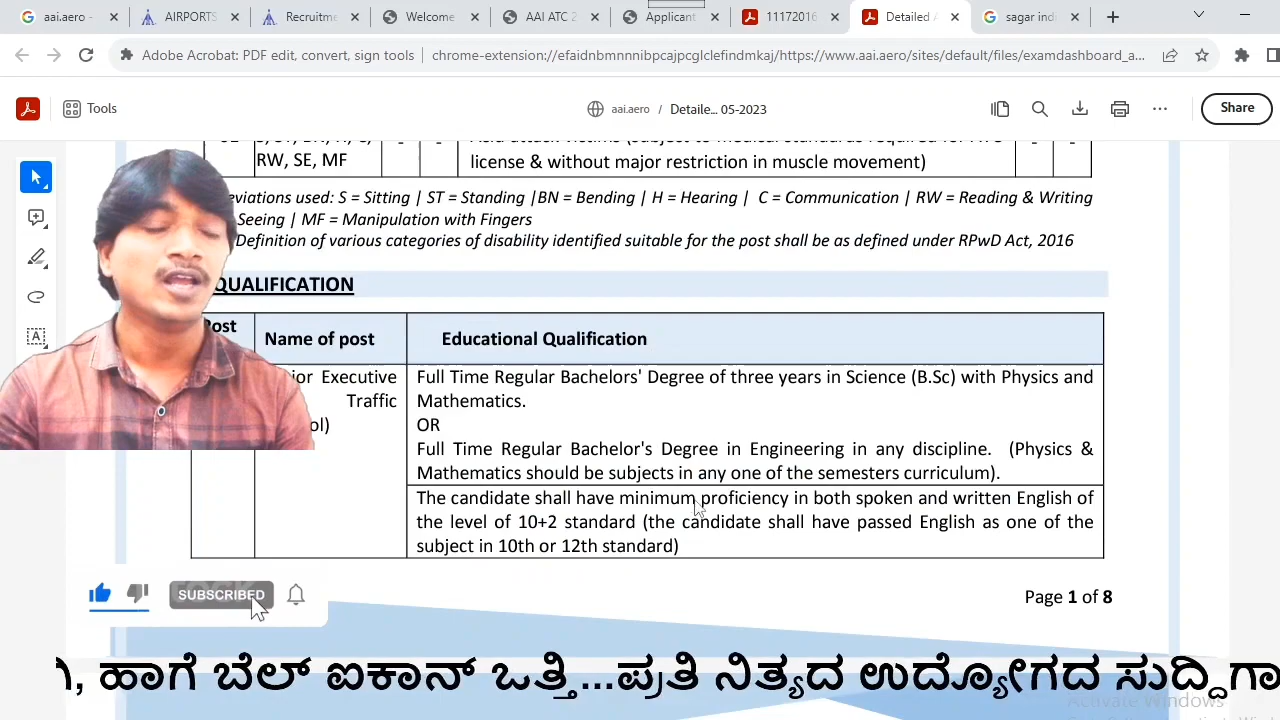 aai.aero -
AIRPORTS
Recruitme
Welcome
AAI ATC 2
Applicant
11172016
Detailed A
sagar ind
Adobe Acrobat: PDF edit, convert, sign tools
chrome-extension://efaidnbmnnnibpcajpcglclefindmkaj/https://www.aai.aero/sites/default/files/examdashboard_a...
Tools
aai.aero / Detaile... 05-2023
Share
RW, SE, MF
license & without major restriction in muscle movement)
eviations used: S = Sitting | ST = Standing |BN = Bending | H = Hearing | C = Communication | RW = Reading & Writing
Seeing | MF = Manipulation with Fingers
Definition of various categories of disability identified suitable for the post shall be as defined under RPwD Act, 2016
QUALIFICATION
Post
Name of post
Educational Qualification
ior Executive
Traffic
ol)
Full Time Regular Bachelors' Degree of three years in Science (B.Sc) with Physics and
Mathematics.
OR
Full Time Regular Bachelor's Degree in Engineering in any discipline. (Physics &
Mathematics should be subjects in any one of the semesters curriculum).
The candidate shall have minimum proficiency in both spoken and written English of
the level of 10+2 standard (the candidate shall have passed English as one of the
subject in 10th or 12th standard)
SUBSCRIBED
Page 1 of 8
ಗಿ, ಹಾಗೆ ಬೆಲ್ ಐಕಾನ್ ಒತ್ತಿ...ಪ್ರತಿ ನಿತ್ಯದ ಉದ್ಯೋಗದ ಸುದ್ದಿಗಾ
Activate Windows